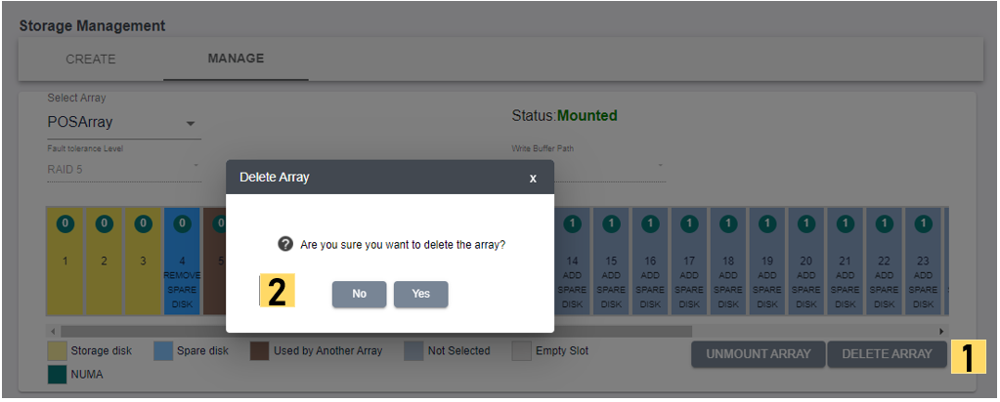 Storage Management
CREATE MANAGE
Select Array
POSArray
Status:Mounted
Fault tolerance Level
Write Buffer Path
RAID 5
Delete Array x
0 0 0 0 0 1 1 1 1 1 1 1 1 1 1
1 2 3 4 5 14 15 16 17 18 19 20 21 22 23
REMOVE SPARE DISK
ADD SPARE DISK
ADD SPARE DISK
ADD SPARE DISK
ADD SPARE DISK
ADD SPARE DISK
ADD SPARE DISK
ADD SPARE DISK
ADD SPARE DISK
ADD SPARE DISK
ADD SPARE DISK
? Are you sure you want to delete the array?
2
No Yes
Storage disk Spare disk Used by Another Array Not Selected Empty Slot
NUMA
UNMOUNT ARRAY DELETE ARRAY
1